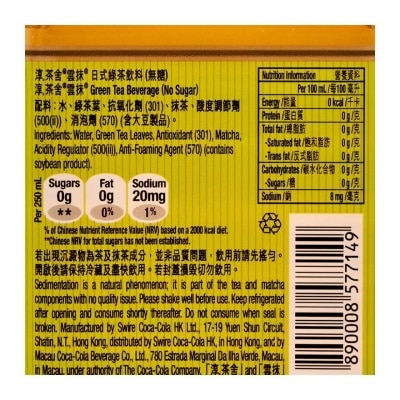 淳‧茶舍®雲抹® 日式綠茶飲料 (無糖)
淳‧茶舍®雲抹® Green Tea Beverage (No Sugar)
配料: 水、綠茶葉、抗氧化劑 (301)、抹茶、酸度調節劑
(500(ii))、消泡劑 (570) (含大豆製品)。
Ingredients: Water, Green Tea Leaves, Antioxidant (301), Matcha,
Acidity Regulator (500(ii)), Anti-Foaming Agent (570) (contains
soybean product).
Per 250 mL
Sugars 0g **
Fat 0g 0%
Sodium 20mg 1%
% of Chinese Nutrient Reference Value (NRV) based on a 2000 kcal diet.
**Chinese NRV for total sugars has not been established.
若出現沉澱物為茶及抹茶成分，並非品質問題，飲用前請先搖勻。
開啟後請保持冷藏及盡快飲用。若封蓋損毀切勿飲用。
Sedimentation is a natural phenomenon; it is part of the tea and matcha
components with no quality issue. Please shake well before use. Keep refrigerated
after opening and consume shortly thereafter. Do not consume when seal is
broken. Manufactured by Swire Coca-Cola HK Ltd., 17-19 Yuen Shun Circuit,
Shatin, N.T., Hong Kong, distributed by Swire Coca-Cola HK, in Hong Kong, and by
Macau Coca-Cola Beverage Co., Ltd., 780 Estrada Marginal Da Ilha Verde, Macau,
in Macau, under authority of The Coca-Cola Company. 「淳‧茶舍」and「雲抹」
Nutrition Information 營養資料
Per 100 mL / 每100 毫升
Energy/能量 0 kcal/千卡
Protein/蛋白質 0 g/克
Total fat/總脂肪 0 g/克
-Saturated fat/飽和脂肪 0 g/克
-Trans fat/反式脂肪 0 g/克
Carbohydrates/碳水化合物 0 g/克
-Sugars/糖 0 g/克
Sodium/鈉 8 mg/毫克
890008 577149